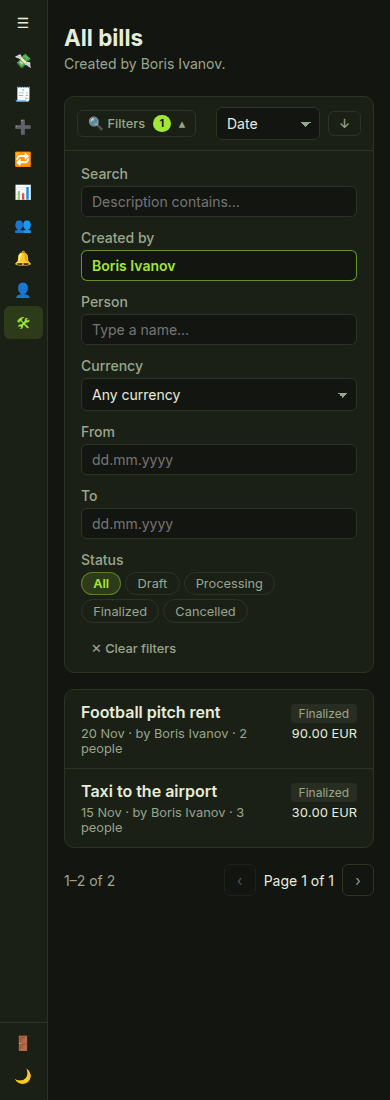 All bills
Created by Boris Ivanov.
Filters 1 ▴ Date ↓
Search
Description contains...
Created by
Boris Ivanov
Person
Type a name...
Currency
Any currency
From
dd.mm.yyyy
To
dd.mm.yyyy
Status
All Draft Processing
Finalized Cancelled
✕ Clear filters
Football pitch rent Finalized
20 Nov · by Boris Ivanov · 2 90.00 EUR
people
Taxi to the airport Finalized
15 Nov · by Boris Ivanov · 3 30.00 EUR
people
1–2 of 2 ‹ Page 1 of 1 ›